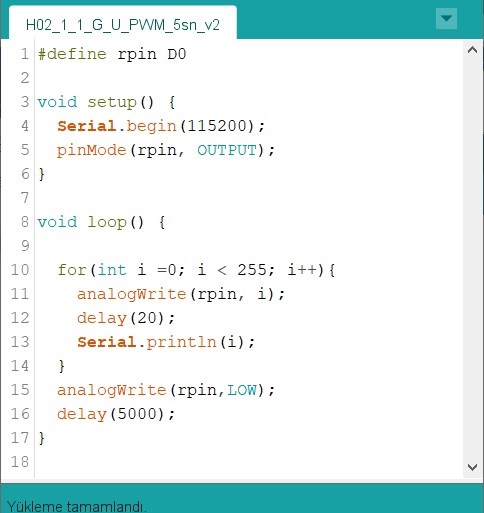 H02_1_1_G_U_PWM_5sn_v2
1 #define rpin D0
2
3 void setup() {
4   Serial.begin(115200);
5   pinMode(rpin, OUTPUT);
6 }
7
8 void loop() {
9
10   for(int i =0; i < 255; i++){
11     analogWrite(rpin, i);
12     delay(20);
13     Serial.println(i);
14   }
15   analogWrite(rpin,LOW);
16   delay(5000);
17 }
18
Yükleme tamamlandı.